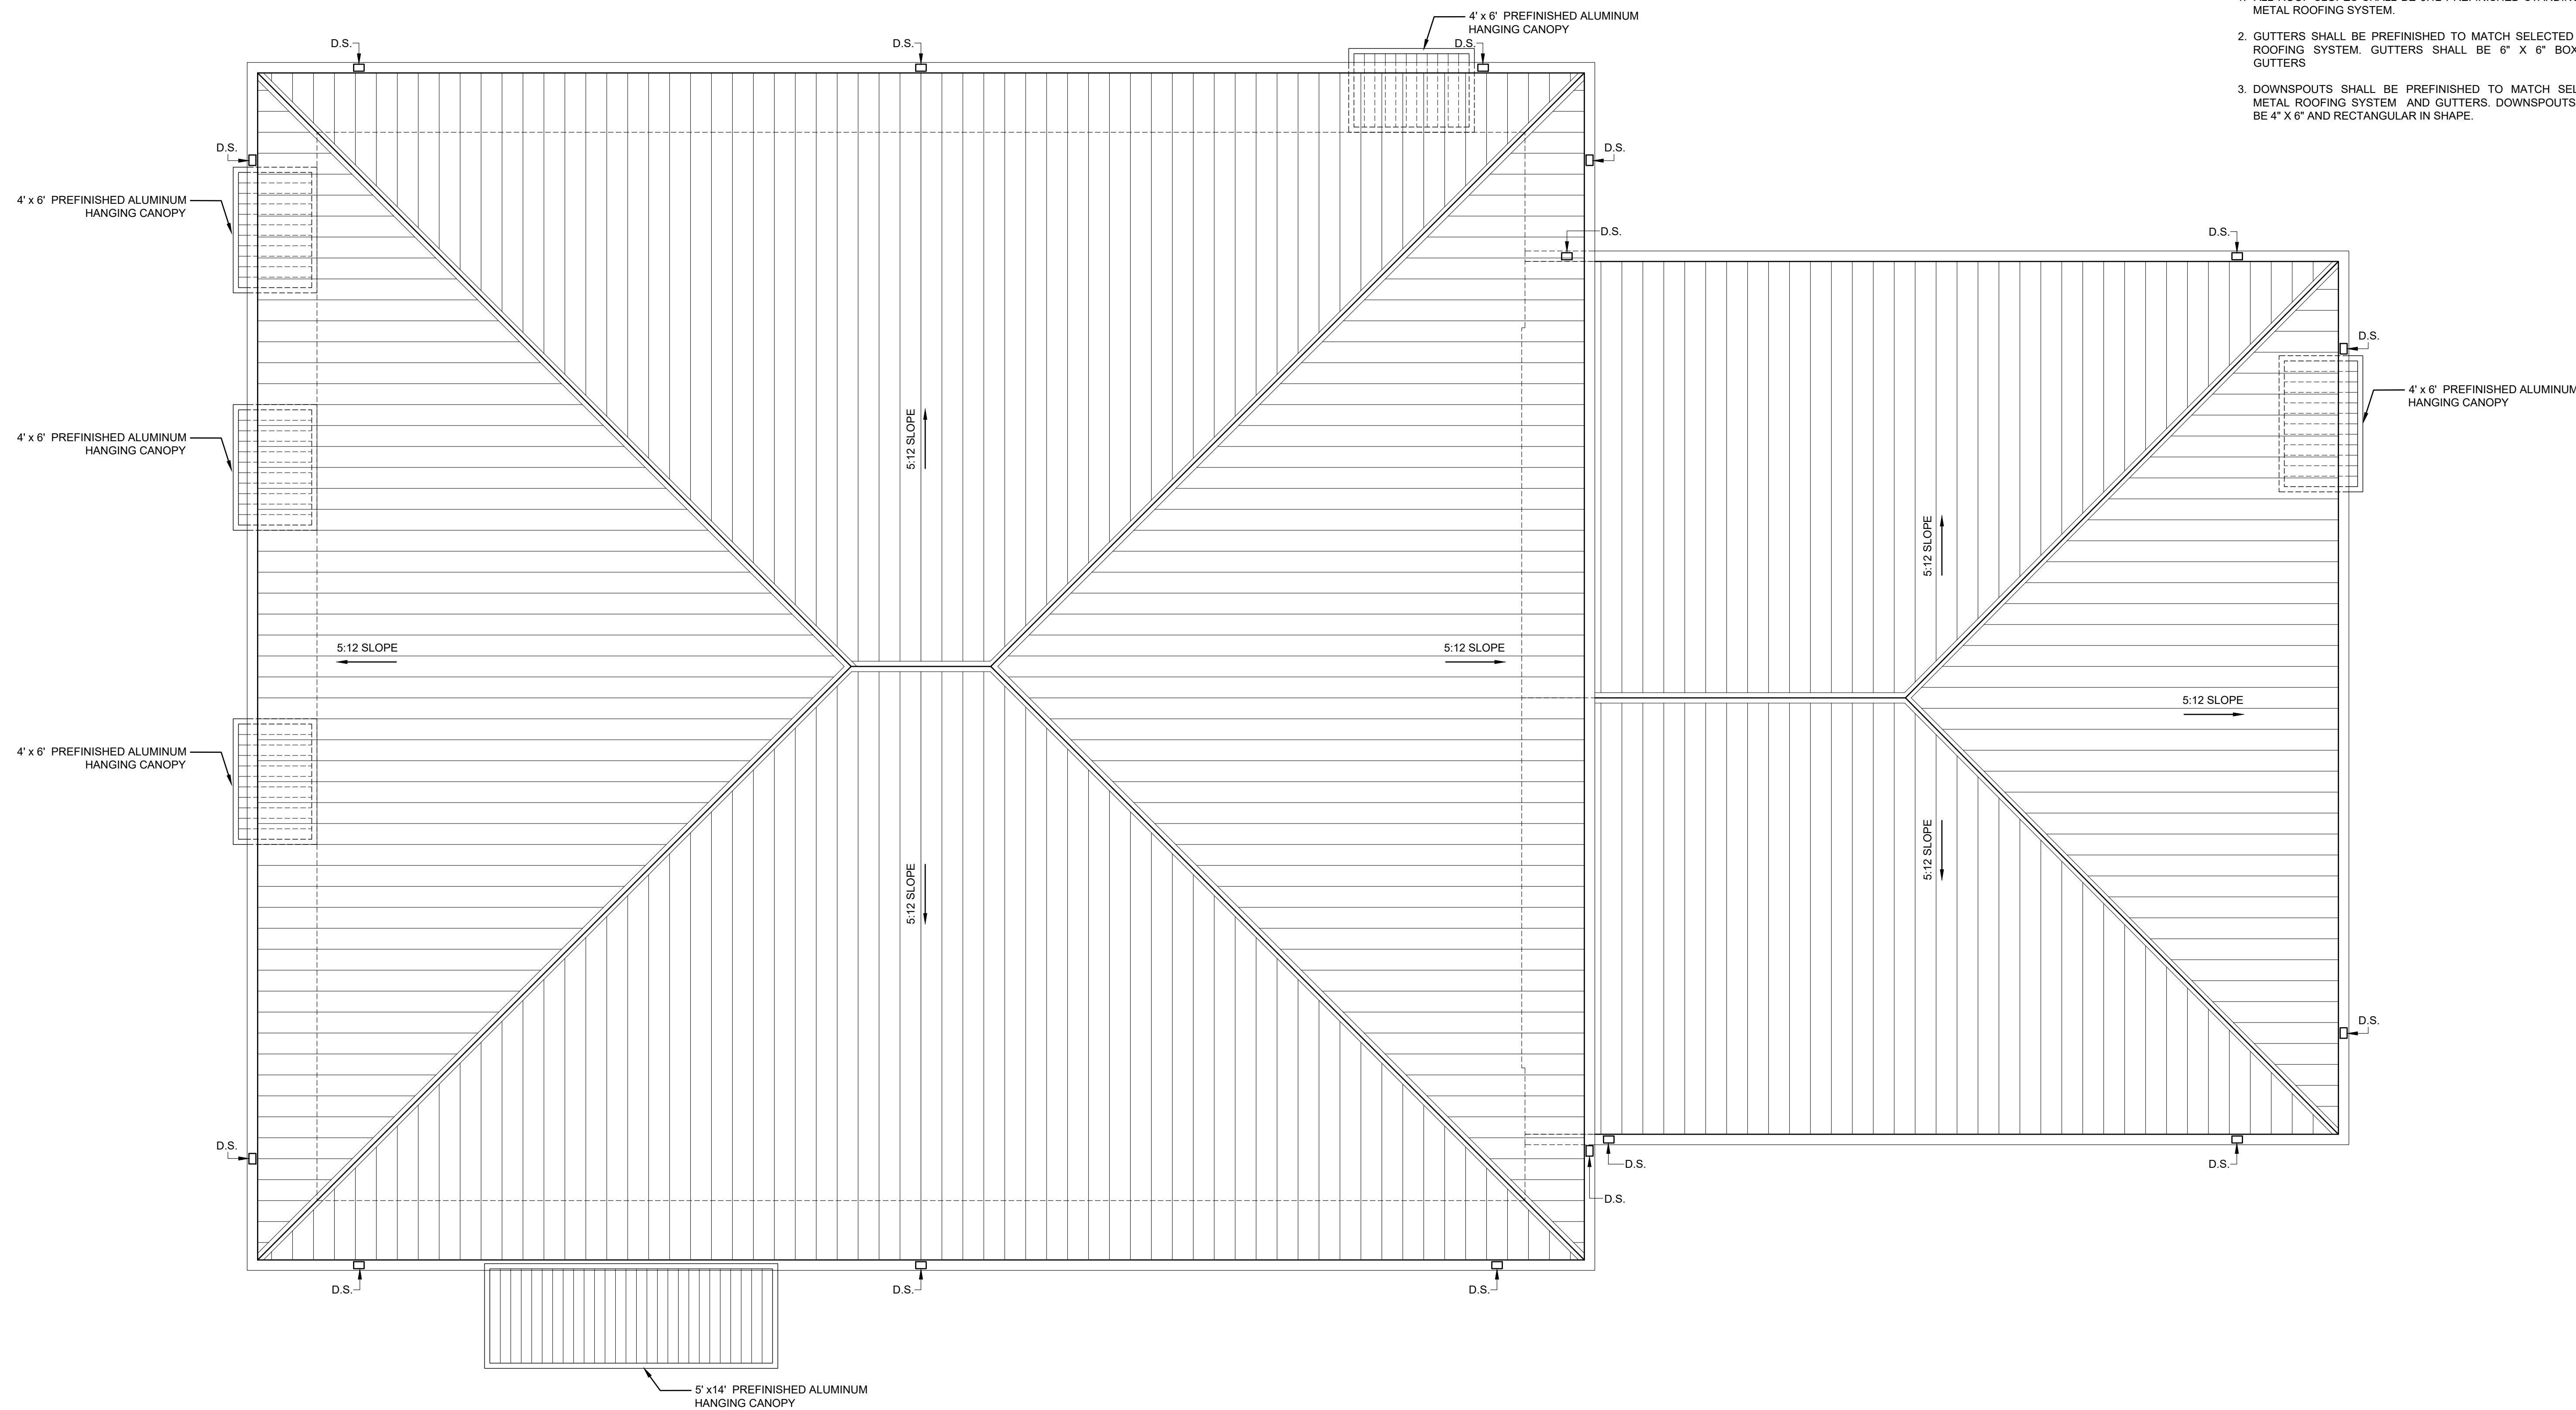 METAL ROOFING SYSTEM.
2. GUTTERS SHALL BE PREFINISHED TO MATCH SELECTED
ROOFING SYSTEM. GUTTERS SHALL BE 6" X 6" BOX
GUTTERS
3. DOWNSPOUTS SHALL BE PREFINISHED TO MATCH
METAL ROOFING SYSTEM AND GUTTERS. DOWNSPOUTS
BE 4" X 6" AND RECTANGULAR IN SHAPE.
4' x 6' PREFINISHED ALUMINUM
HANGING CANOPY
D.S.
D.S.
D.S.
D.S.
D.S.
4' x 6' PREFINISHED ALUMINUM
HANGING CANOPY
D.S.
D.S.
D.S.
4' x 6' PREFINISHED ALUMINUM
HANGING CANOPY
4' x 6' PREFINISHED ALUMINUM
HANGING CANOPY
5:12 SLOPE
5:12 SLOPE
5:12 SLOPE
5:12 SLOPE
5:12 SLOPE
4' x 6' PREFINISHED ALUMINUM
HANGING CANOPY
5:12 SLOPE
5:12 SLOPE
D.S.
D.S.
D.S.
D.S.
D.S.
D.S.
D.S.
D.S.
5' x14' PREFINISHED ALUMINUM
HANGING CANOPY